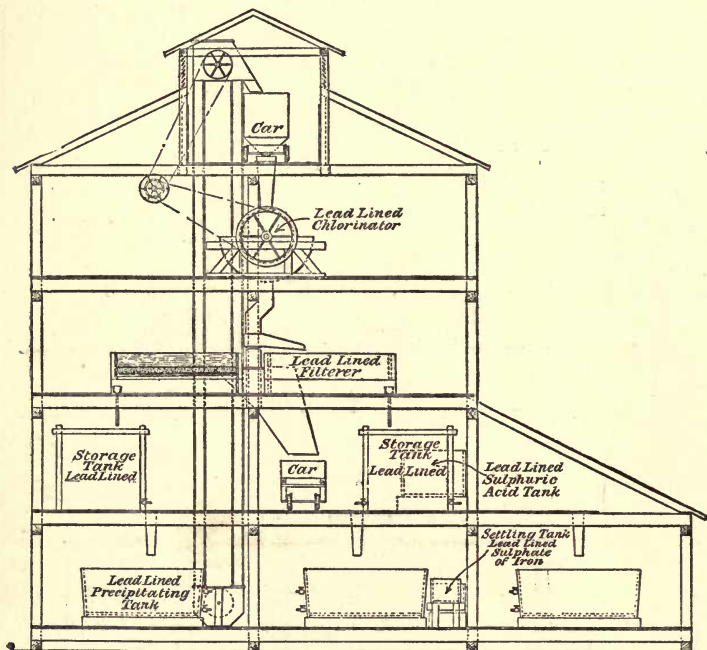 Car
Lead Lined
Chlorinator
Lead Lined
Filterer
Storage
Tank
Lead Lined
Car
Storage
Tank
Lead Lined
Lead Lined
Sulphuric
Acid Tank
Settling Tank
Lead Lined
Sulphate
of Iron
Lead Lined
Precipitating
Tank